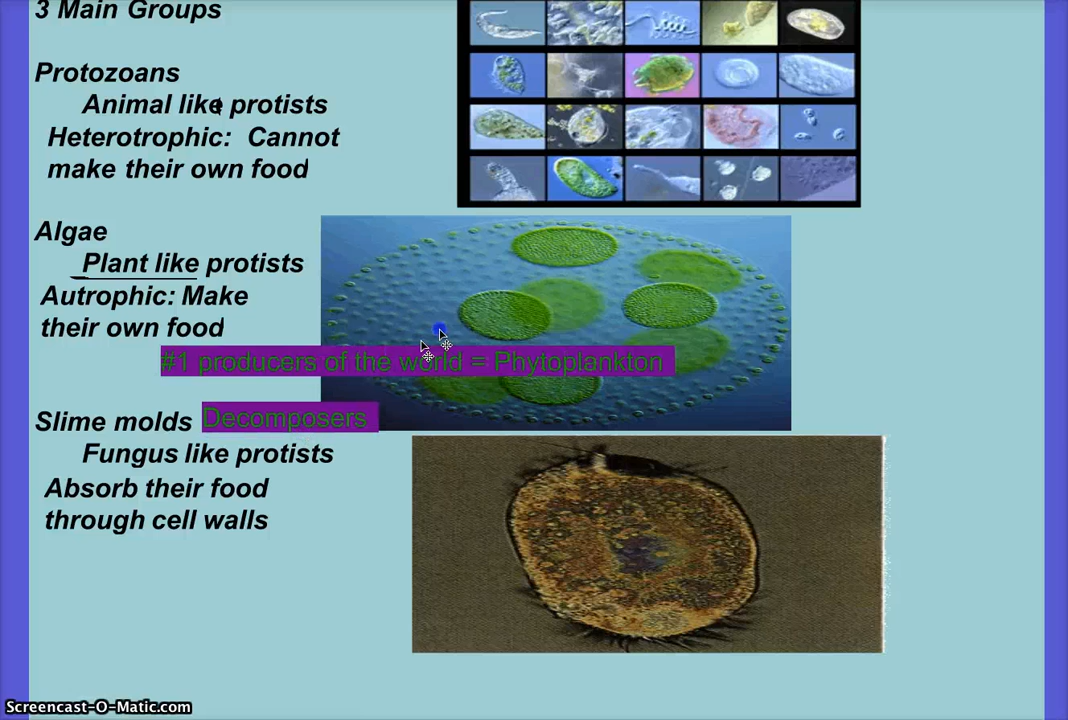 3 Main Groups
Protozoans
Animal like protists
Heterotrophic: Cannot
make their own food
Algae
Plant like protists
Autrophic: Make
their own food
#1 producers of the world = Phytoplankton
Slime molds Decomposers
Fungus like protists
Absorb their food
through cell walls
Screencast-O-Matic.com